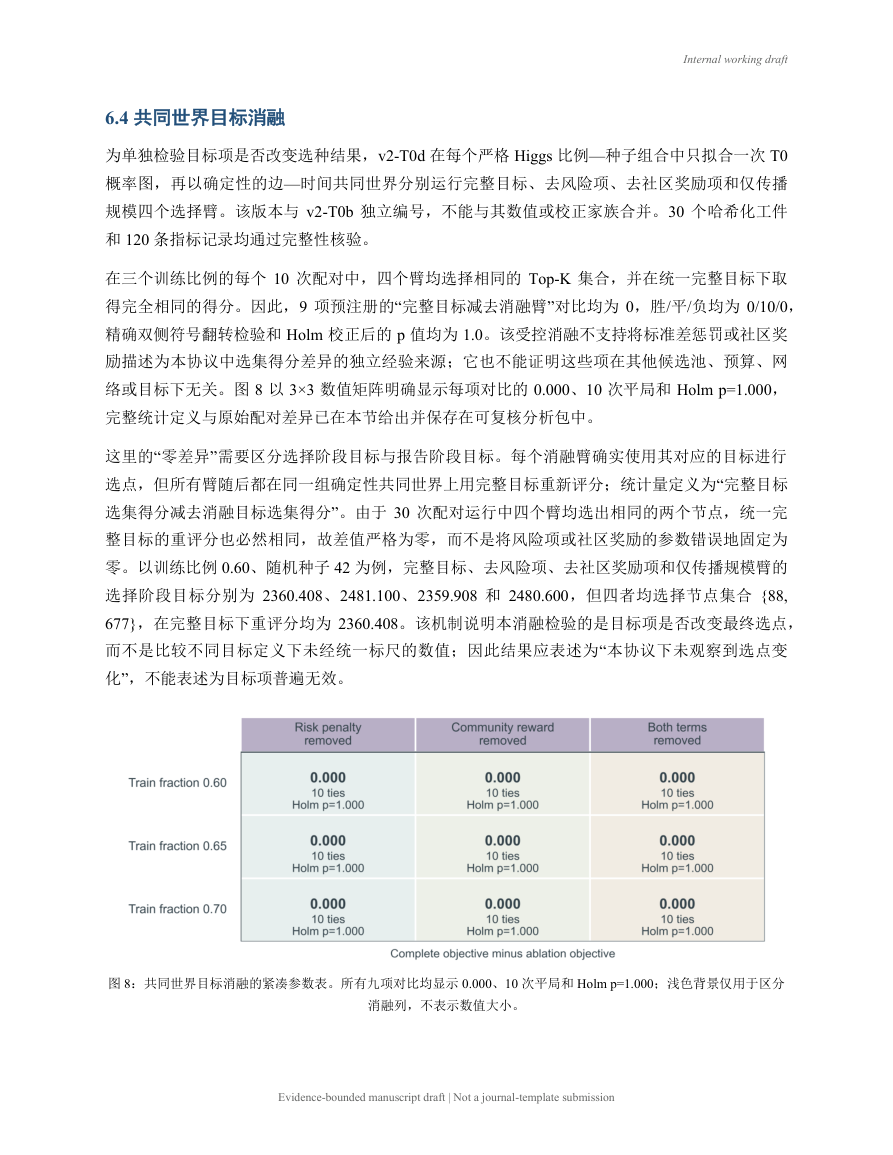 Internal working draft
6.4 共同世界目标消融
为单独检验目标项是否改变选种结果，v2-T0d 在每个严格 Higgs 比例—种子组合中只拟合一次 T0
概率图，再以确定性的边—时间共同世界分别运行完整目标、去风险项、去社区奖励项和仅传播
规模四个选择臂。该版本与 v2-T0b 独立编号，不能与其数值或校正家族合并。30 个哈希化工件
和 120 条指标记录均通过完整性核验。
在三个训练比例的每个 10 次配对中，四个臂均选择相同的 Top-K 集合，并在统一完整目标下取
得完全相同的得分。因此，9 项预注册的“完整目标减去消融臂”对比均为 0，胜/平/负均为 0/10/0，
精确双侧符号翻转检验和 Holm 校正后的 p 值均为 1.0。该受控消融不支持将标准差惩罚或社区奖
励描述为本协议中选集得分差异的独立经验来源；它也不能证明这些项在其他候选池、预算、网
络或目标下无关。图 8 以 3×3 数值矩阵明确显示每项对比的 0.000、10 次平局和 Holm p=1.000，
完整统计定义与原始配对差异已在本节给出并保存在可复核分析包中。
这里的“零差异”需要区分选择阶段目标与报告阶段目标。每个消融臂确实使用其对应的目标进行
选点，但所有臂随后都在同一组确定性共同世界上用完整目标重新评分；统计量定义为“完整目标
选集得分减去消融目标选集得分”。由于 30 次配对运行中四个臂均选出相同的两个节点，统一完
整目标的重评分也必然相同，故差值严格为零，而不是将风险项或社区奖励的参数错误地固定为
零。以训练比例 0.60、随机种子 42 为例，完整目标、去风险项、去社区奖励项和仅传播规模臂的
选择阶段目标分别为 2360.408、2481.100、2359.908 和 2480.600，但四者均选择节点集合 {88,
677}，在完整目标下重评分均为 2360.408。该机制说明本消融检验的是目标项是否改变最终选点，
而不是比较不同目标定义下未经统一标尺的数值；因此结果应表述为“本协议下未观察到选点变
化”，不能表述为目标项普遍无效。
Risk penalty
removed
Community reward
removed
Both terms
removed
Train fraction 0.60
0.000
10 ties
Holm p=1.000
0.000
10 ties
Holm p=1.000
0.000
10 ties
Holm p=1.000
Train fraction 0.65
0.000
10 ties
Holm p=1.000
0.000
10 ties
Holm p=1.000
0.000
10 ties
Holm p=1.000
Train fraction 0.70
0.000
10 ties
Holm p=1.000
0.000
10 ties
Holm p=1.000
0.000
10 ties
Holm p=1.000
Complete objective minus ablation objective
图 8：共同世界目标消融的紧凑参数表。所有九项对比均显示 0.000、10 次平局和 Holm p=1.000；浅色背景仅用于区分
消融列，不表示数值大小。
Evidence-bounded manuscript draft | Not a journal-template submission